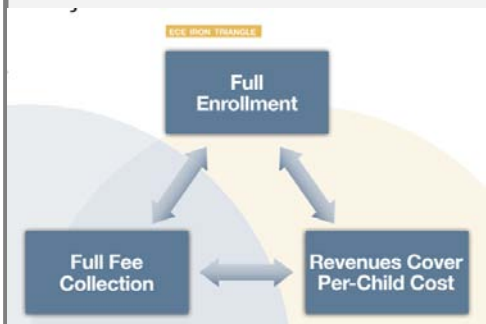 ECE IRON TRIANGLE
Full
Enrollment
Full Fee
Collection
Revenues Cover
Per-Child Cost